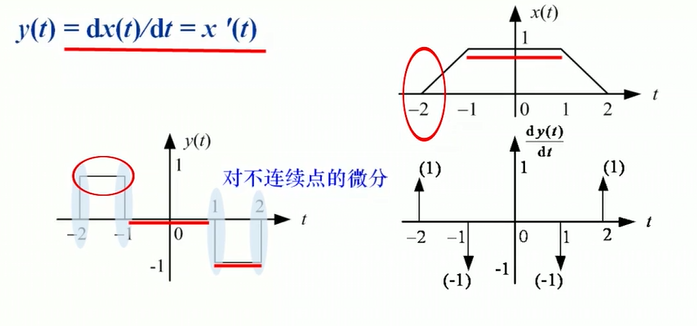 y(t) = dx(t)/dt = x ′(t)
x(t)
1
−2 −1 0 1 2 t
y(t)
1
对不连续点的微分
1 2
−2 −1 0 t
-1
dy(t)
dt
(1) 1 (1)
−2 −1 0 1 2 t
(-1) -1 (-1)